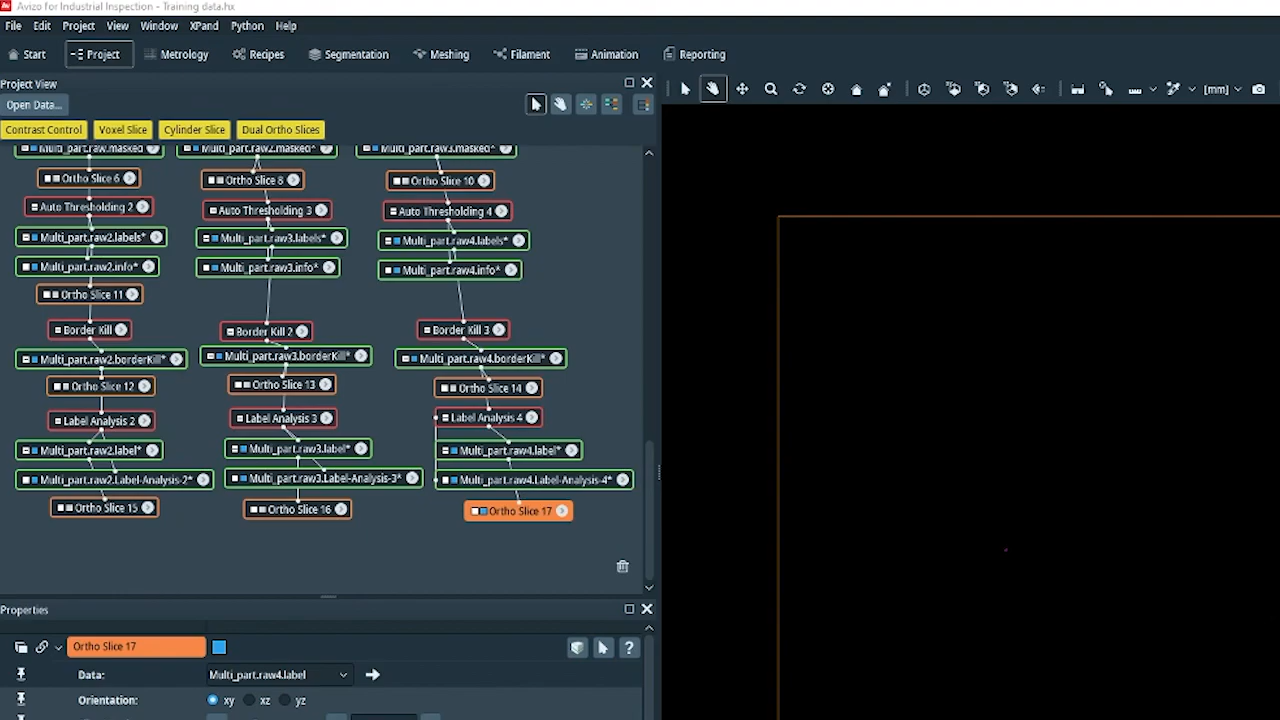 Avizo for Industrial Inspection - Training data.hx
File Edit Project View Window XPand Python Help
Start Project Metrology Recipes Segmentation Meshing Filament Animation Reporting
Project View
Open Data...
[mm]
Contrast Control Voxel Slice Cylinder Slice Dual Ortho Slices
Multi_part.raw.masked Multi_part.raw2.masked* Multi_part.raw3.masked*
Ortho Slice 6 Ortho Slice 8 Ortho Slice 10
Auto Thresholding 2 Auto Thresholding 3 Auto Thresholding 4
Multi_part.raw2.labels* Multi_part.raw3.labels* Multi_part.raw4.labels*
Multi_part.raw2.info* Multi_part.raw3.info* Multi_part.raw4.info*
Ortho Slice 11
Border Kill Border Kill 2 Border Kill 3
Multi_part.raw2.borderKill* Multi_part.raw3.borderKill* Multi_part.raw4.borderKill*
Ortho Slice 12 Ortho Slice 13 Ortho Slice 14
Label Analysis 2 Label Analysis 3 Label Analysis 4
Multi_part.raw2.label* Multi_part.raw3.label* Multi_part.raw4.label*
Multi_part.raw2.Label-Analysis-2* Multi_part.raw3.Label-Analysis-3* Multi_part.raw4.Label-Analysis-4*
Ortho Slice 15 Ortho Slice 16 Ortho Slice 17
Properties
Ortho Slice 17 ?
Data: Multi_part.raw4.label
Orientation: xy xz yz